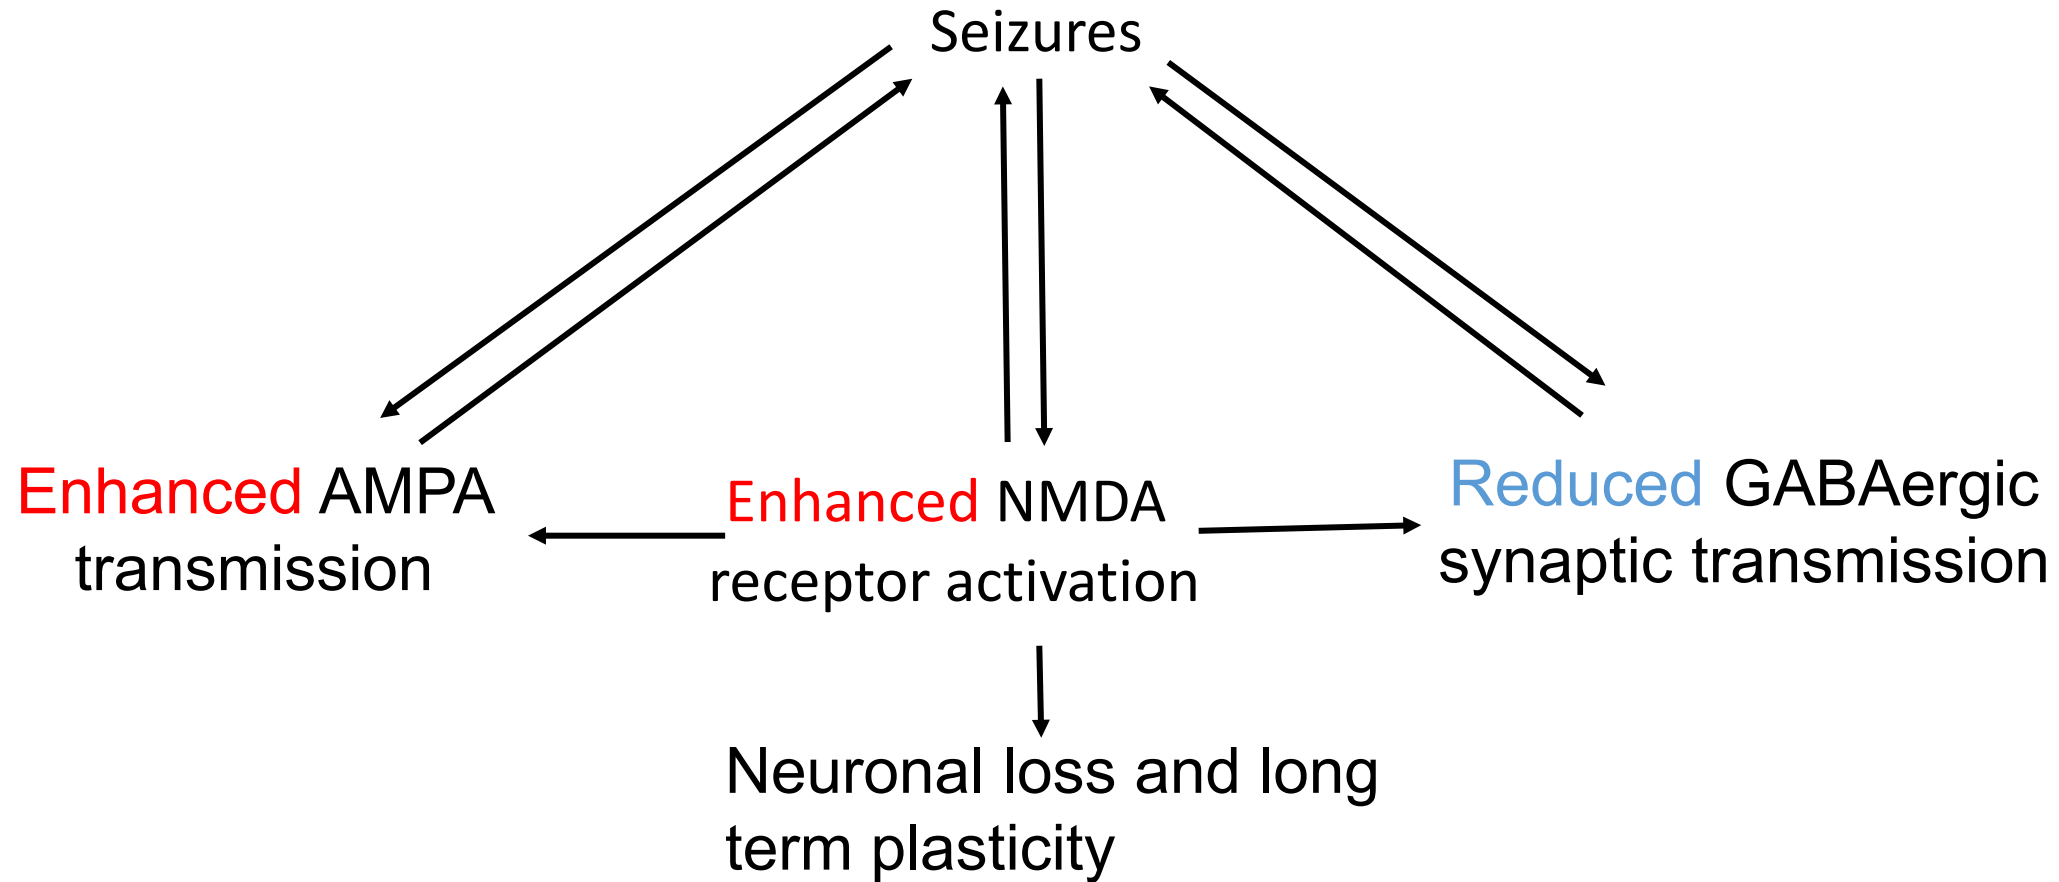 Seizures
Enhanced AMPA
transmission
Enhanced NMDA
receptor activation
Reduced GABAergic
synaptic transmission
Neuronal loss and long
term plasticity